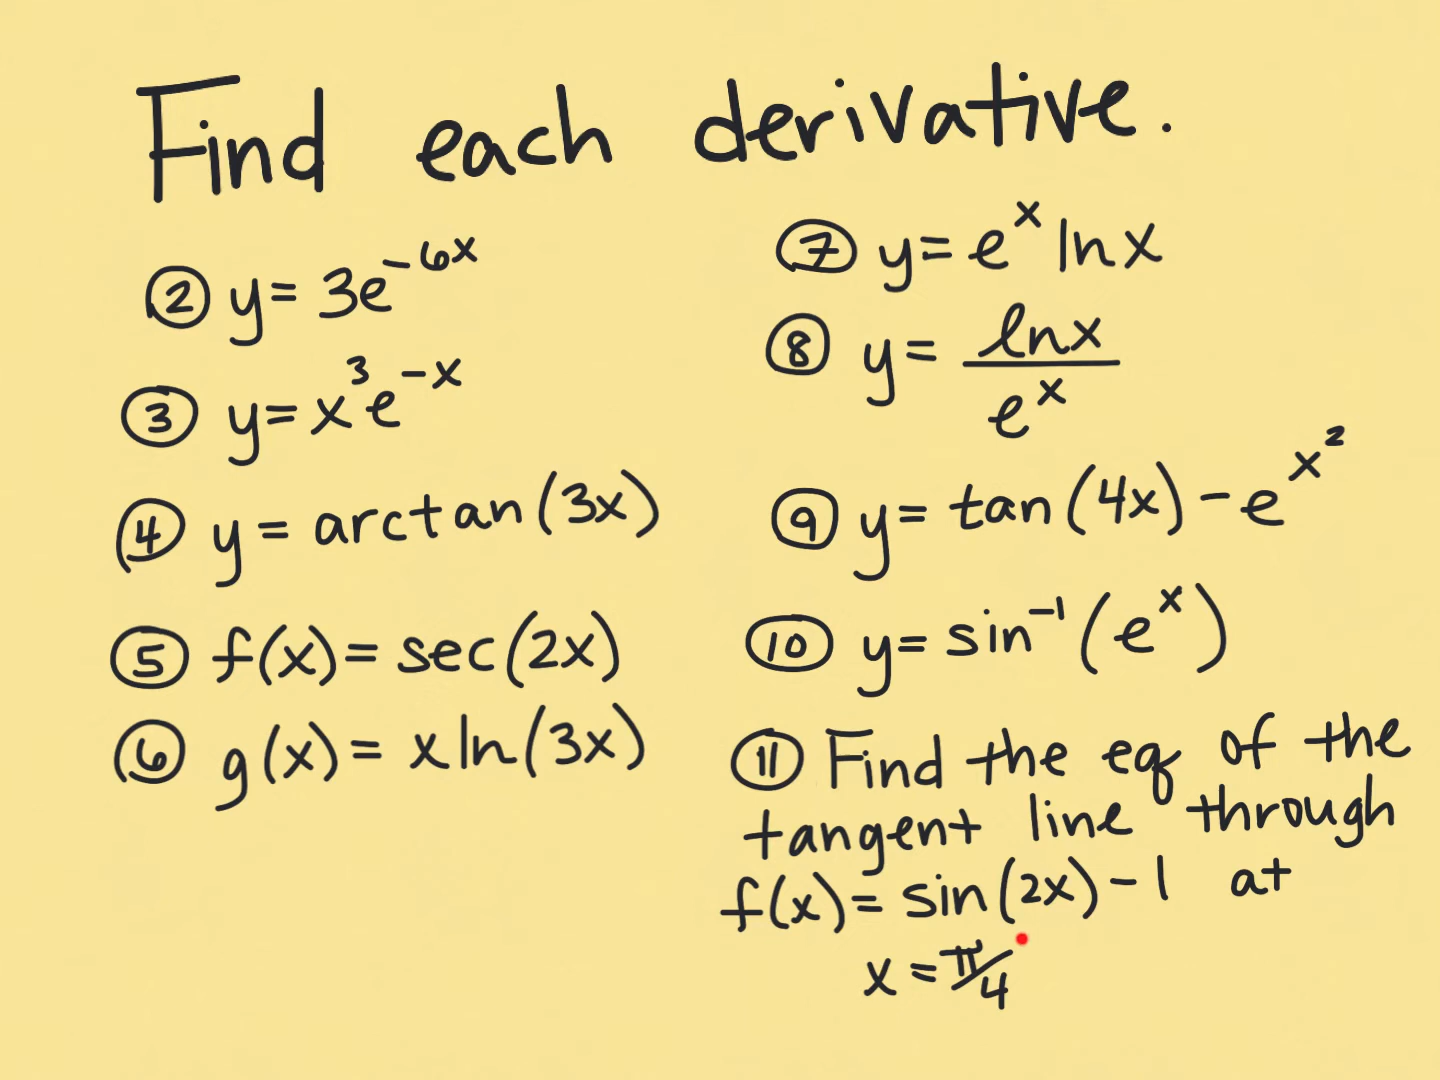 Find each derivative.
② y = 3e^{-6x}
③ y = x^3 e^{-x}
④ y = arctan(3x)
⑤ f(x) = sec(2x)
⑥ g(x) = x ln(3x)
⑦ y = e^x ln x
⑧ y = \frac{ln x}{e^x}
⑨ y = tan(4x) - e^{x^2}
⑩ y = sin^{-1}(e^x)
⑪ Find the eq of the
tangent line through
f(x) = sin(2x) - 1 at
x = π/4